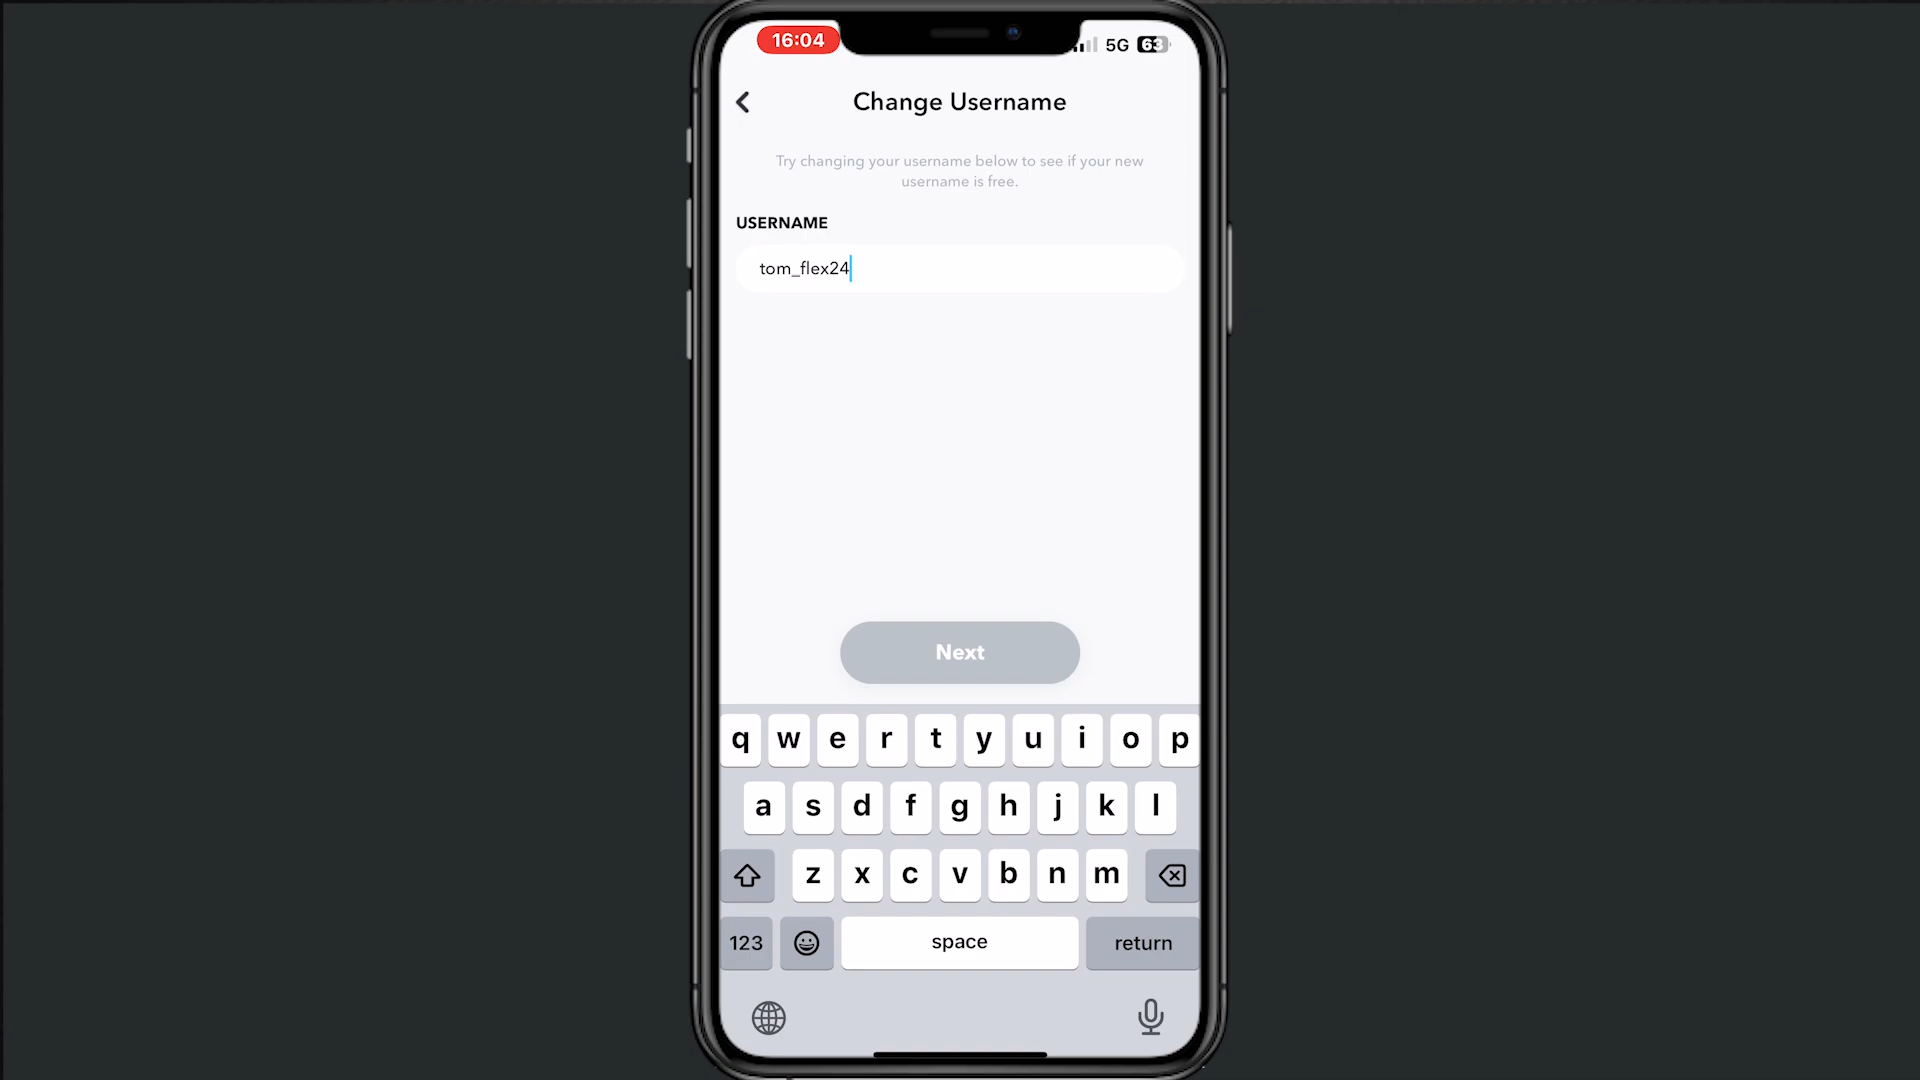 16:04
5G 63
Change Username
Try changing your username below to see if your new
username is free.
USERNAME
tom_flex24
Next
q w e r t y u i o p
a s d f g h j k l
z x c v b n m
123 space return